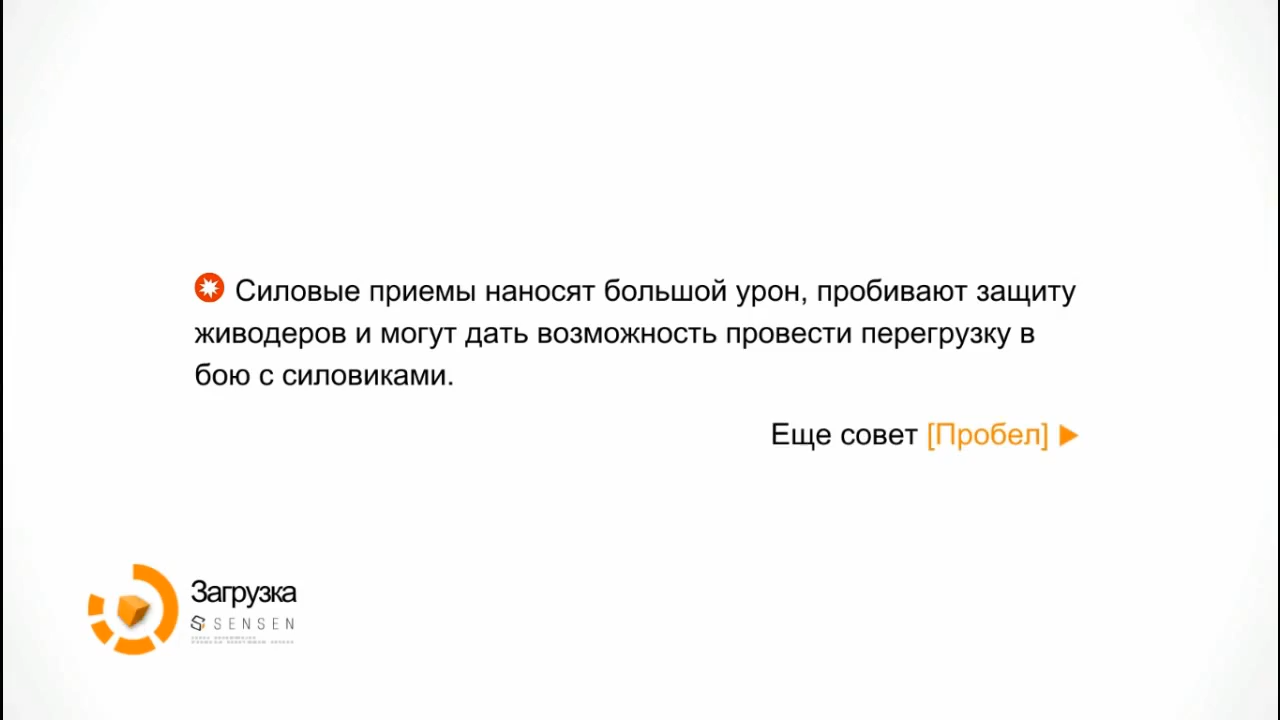 Силовые приемы наносят большой урон, пробивают защиту
живодеров и могут дать возможность провести перегрузку в
бою с силовиками.
Еще совет [Пробел]
Загрузка
SENSEN